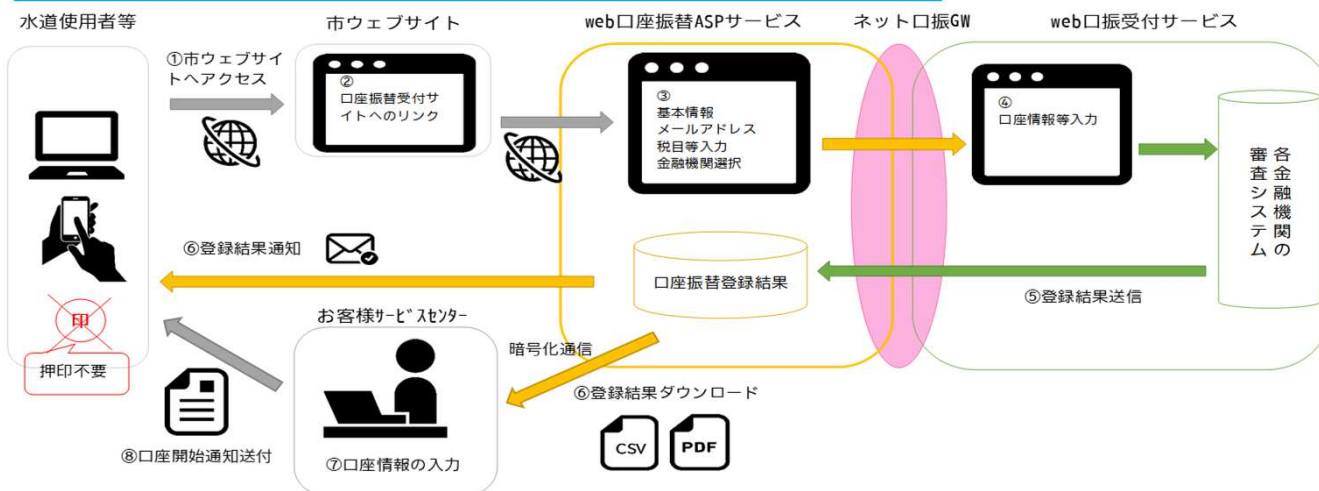 水道使用者等
市ウェブサイト
web口座振替ASPサービス
ネット口振GW
web口振受付サービス
①市ウェブサイ
トへアクセス
②
口座振替受付サ
イトへのリンク
③
基本情報
メールアドレス
税目等入力
金融機関選択
④
口座情報等入力
各金融機関の
審査システム
⑥登録結果通知
口座振替登録結果
⑤登録結果送信
印
押印不要
お客様ｻｰﾋﾞｽｾﾝﾀｰ
暗号化通信
⑥登録結果ダウンロード
CSV
PDF
⑧口座開始通知送付
⑦口座情報の入力